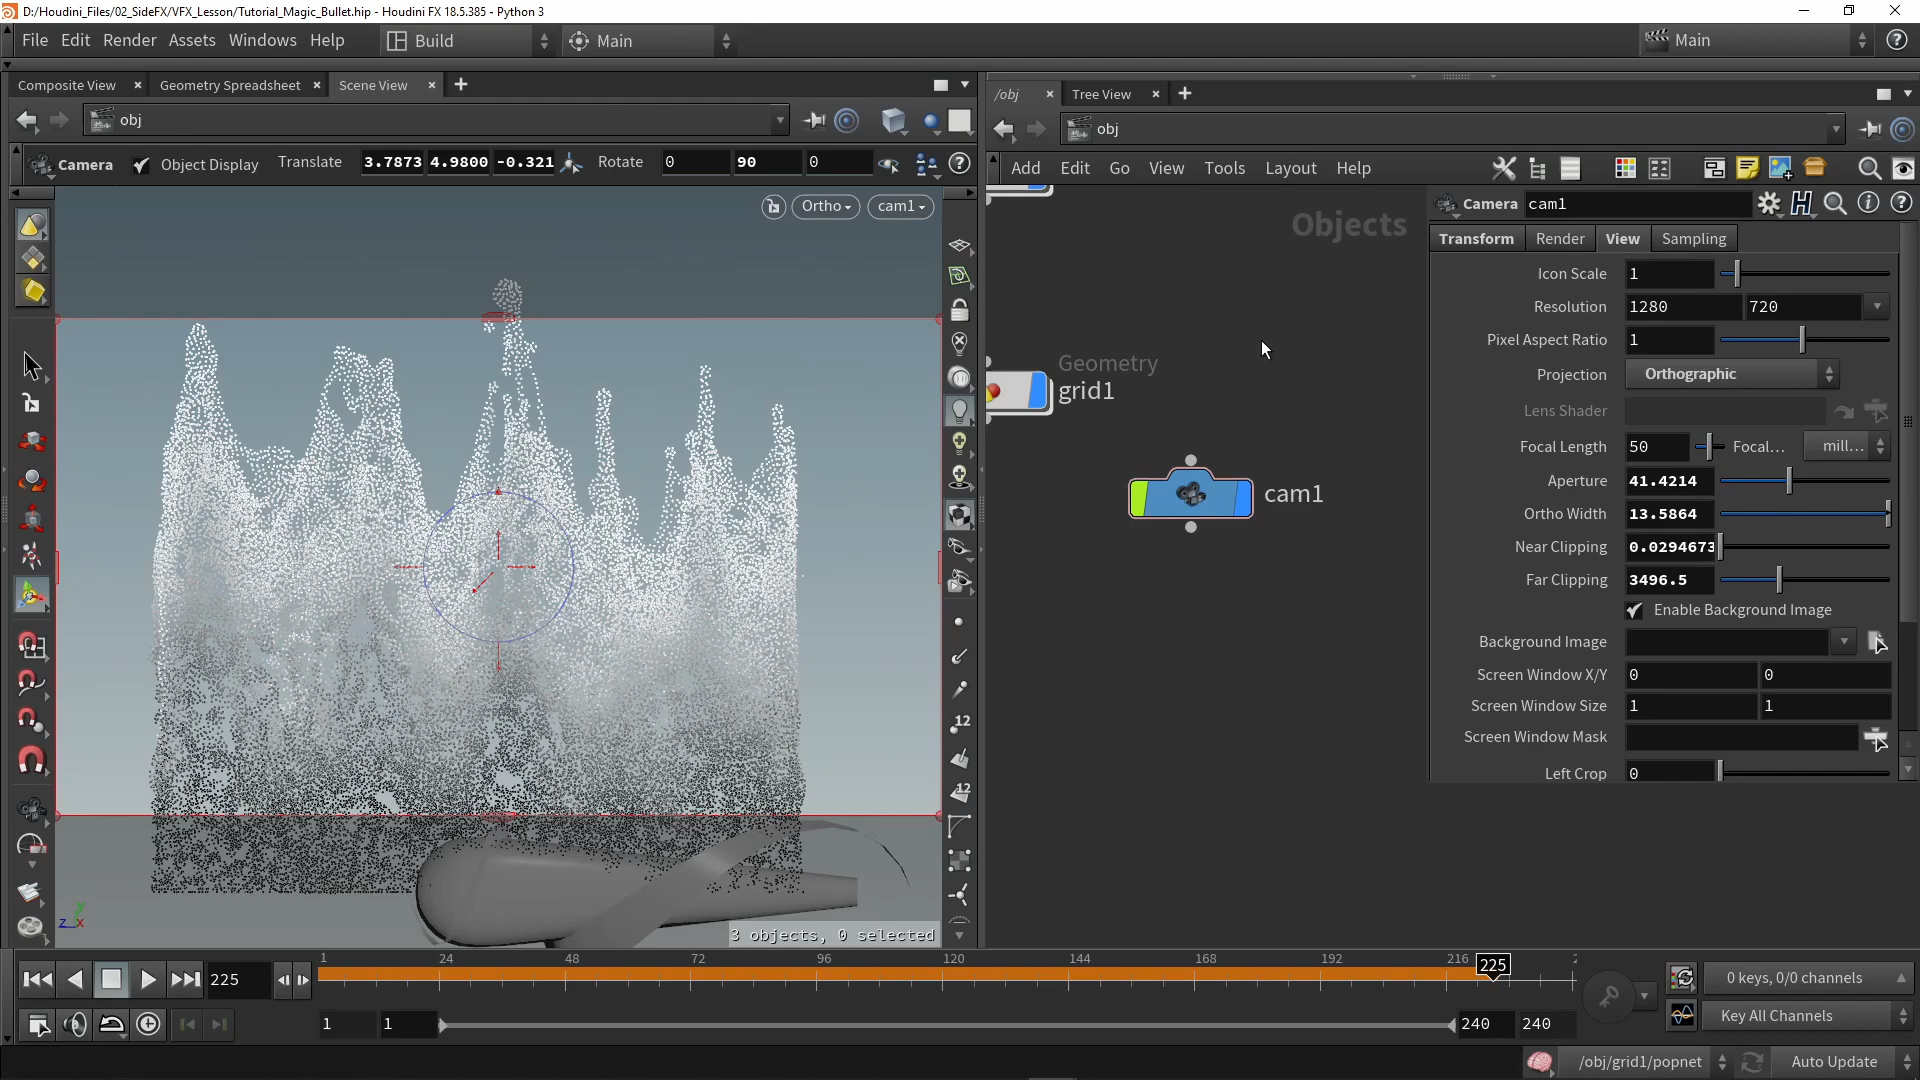 D:/Houdini_Files/02_SideFX/VFX_Lesson/Tutorial_Magic_Bullet.hip - Houdini FX 18.5.385 - Python 3
File Edit Render Assets Windows Help Build Main Main
Composite View Geometry Spreadsheet Scene View
obj
Camera Object Display Translate 3.7873 4.9800 -0.321 Rotate 0 90 0
Ortho cam1
z y x
12
12
3 objects, 0 selected
/obj Tree View
obj
Add Edit Go View Tools Layout Help
Objects
Geometry
grid1
cam1
Camera cam1
Transform Render View Sampling
Icon Scale 1
Resolution 1280 720
Pixel Aspect Ratio 1
Projection Orthographic
Lens Shader
Focal Length 50 Focal... mill...
Aperture 41.4214
Ortho Width 13.5864
Near Clipping 0.0294673
Far Clipping 3496.5
Enable Background Image
Background Image
Screen Window X/Y 0 0
Screen Window Size 1 1
Screen Window Mask
Left Crop 0
225 1 24 48 72 96 120 144 168 192 216 225 2
0 keys, 0/0 channels
1 1 240 240
Key All Channels
/obj/grid1/popnet Auto Update